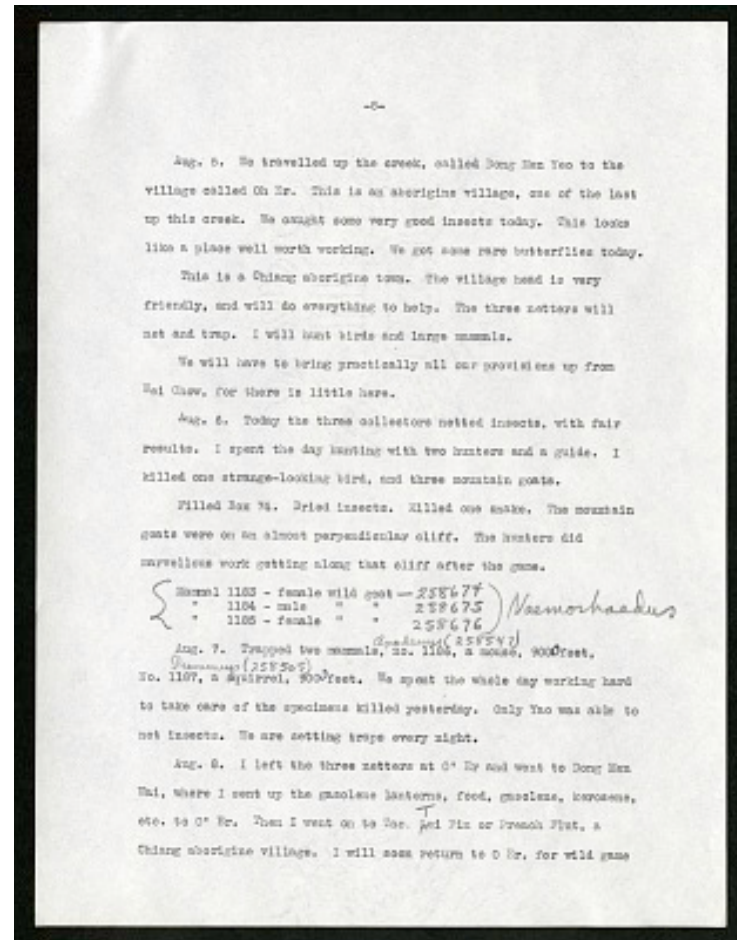 Aug. 5. We travelled up the creek, called Dong Men Yeo to the
village called Oh Er. This is an aborigine village, one of the last
up this creek. We caught some very good insects today. This looks
like a place well worth working. We got some rare butterflies today.
This is a Chiang aborigine town. The village head is very
friendly, and will do everything to help. The three netters will
net and trap. I will hunt birds and large mammals.
We will have to bring practically all our provisions up from
Wei Chow, for there is little here.
Aug. 6. Today the three collectors netted insects, with fair
results. I spent the day hunting with two hunters and a guide. I
killed one strange-looking bird, and three mountain goats.
Filled Box 74. Dried insects. Killed one snake. The mountain
goats were on an almost perpendicular cliff. The hunters did
marvellous work getting along that cliff after the game.
Mammal 1183 - female wild goat — 258674
" 1184 - male " " 258675 Naemorhaedus
" 1185 - female " 258676
Apodemus (258547)
Aug. 7. Trapped two mammals, no. 1186, a mouse, 9000 feet.
(258505)
No. 1187, a squirrel, 9000 feet. We spent the whole day working hard
to take care of the specimens killed yesterday. Only Yao was able to
net insects. We are setting traps every night.
Aug. 8. I left the three netters at O' Er and went to Dong Men
Wai, where I sent up the gasolene lanterns, food, gasolene, kerosene,
etc. to O' Er. Then I went on to Pin or French Flat, a
Chiang aborigine village. I will soon return to O Er. for wild game